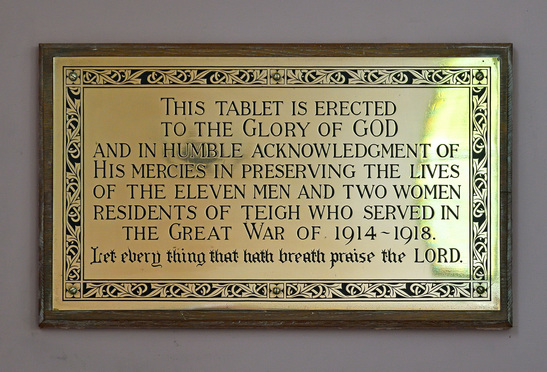 THIS TABLET IS ERECTED
TO THE GLORY OF GOD
AND IN HUMBLE ACKNOWLEDGMENT OF
HIS MERCIES IN PRESERVING THE LIVES
OF THE ELEVEN MEN AND TWO WOMEN
RESIDENTS OF TEIGH WHO SERVED IN
THE GREAT WAR OF 1914~1918.
Let every thing that hath breath praise the LORD.